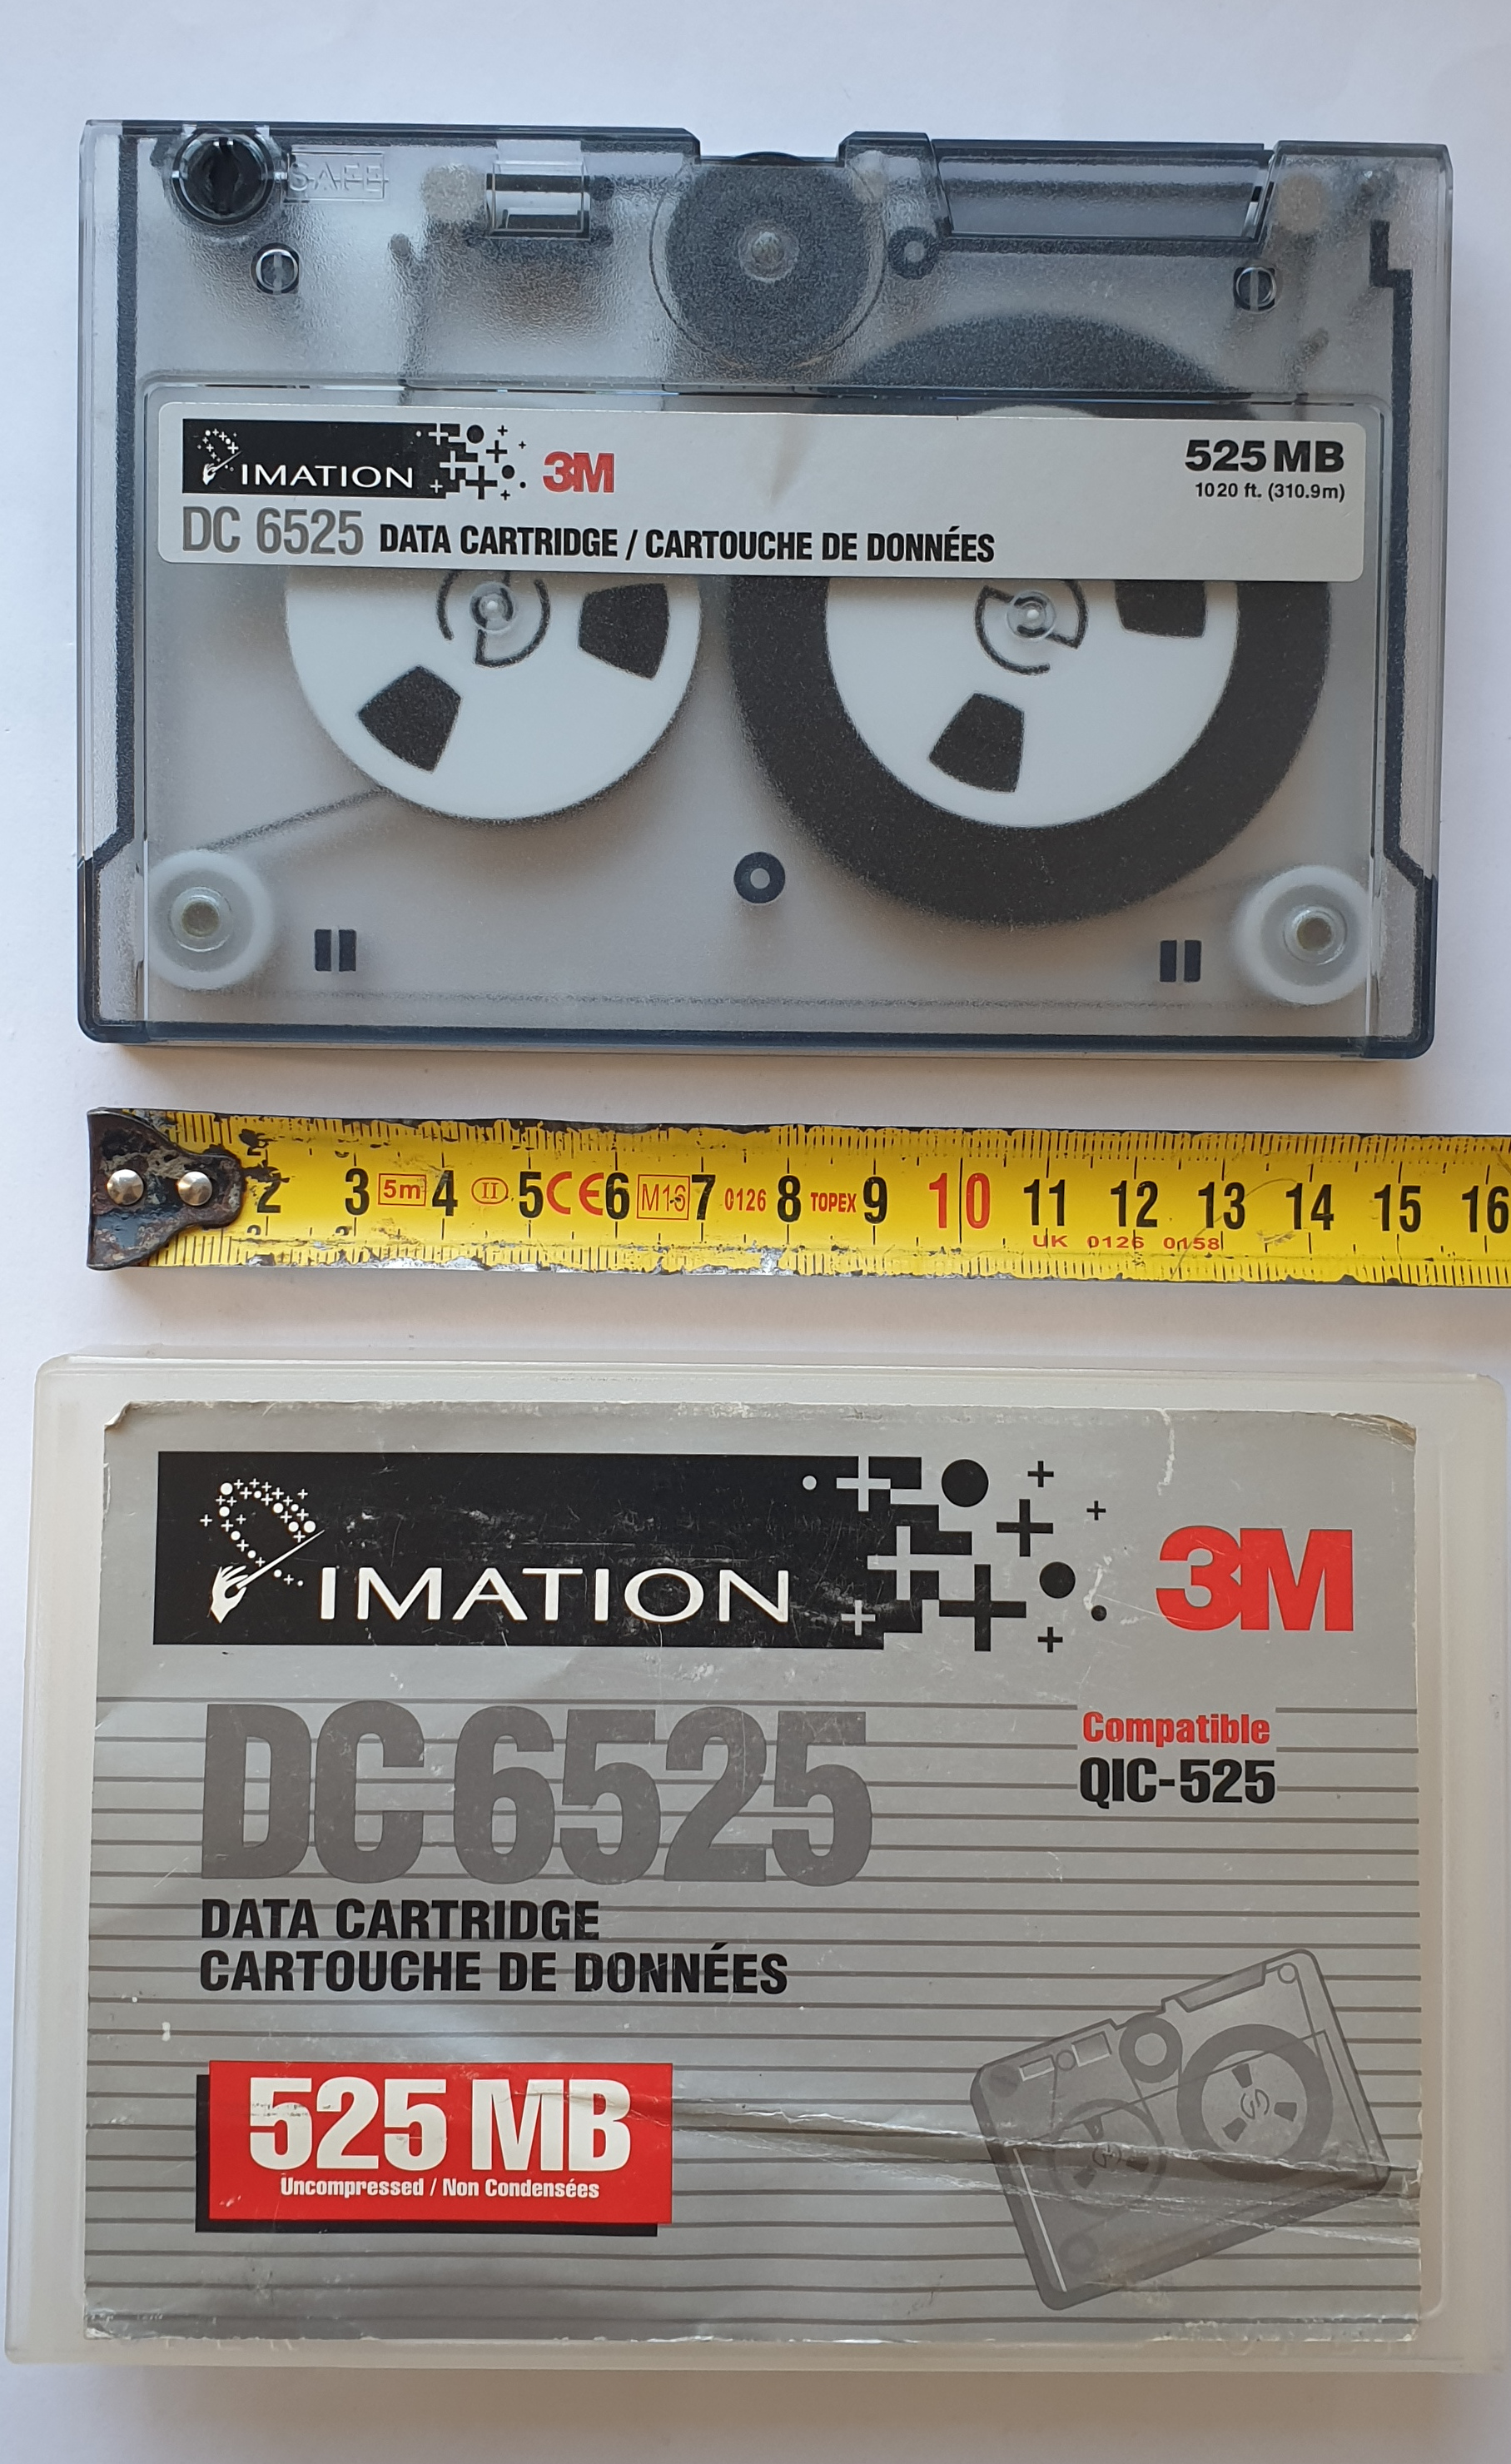 SAFE
IMATION 3M
525 MB
1020 ft. (310.9m)
DC 6525 DATA CARTRIDGE / CARTOUCHE DE DONNÉES
2 3 5m 4 II 5 CE 6 M16 7 0126 8 TOPEX 9 10 11 12 13 14 15 16
UK 0126 0158
IMATION 3M
DC 6525
Compatible
QIC-525
DATA CARTRIDGE
CARTOUCHE DE DONNÉES
525 MB
Uncompressed / Non Condensées